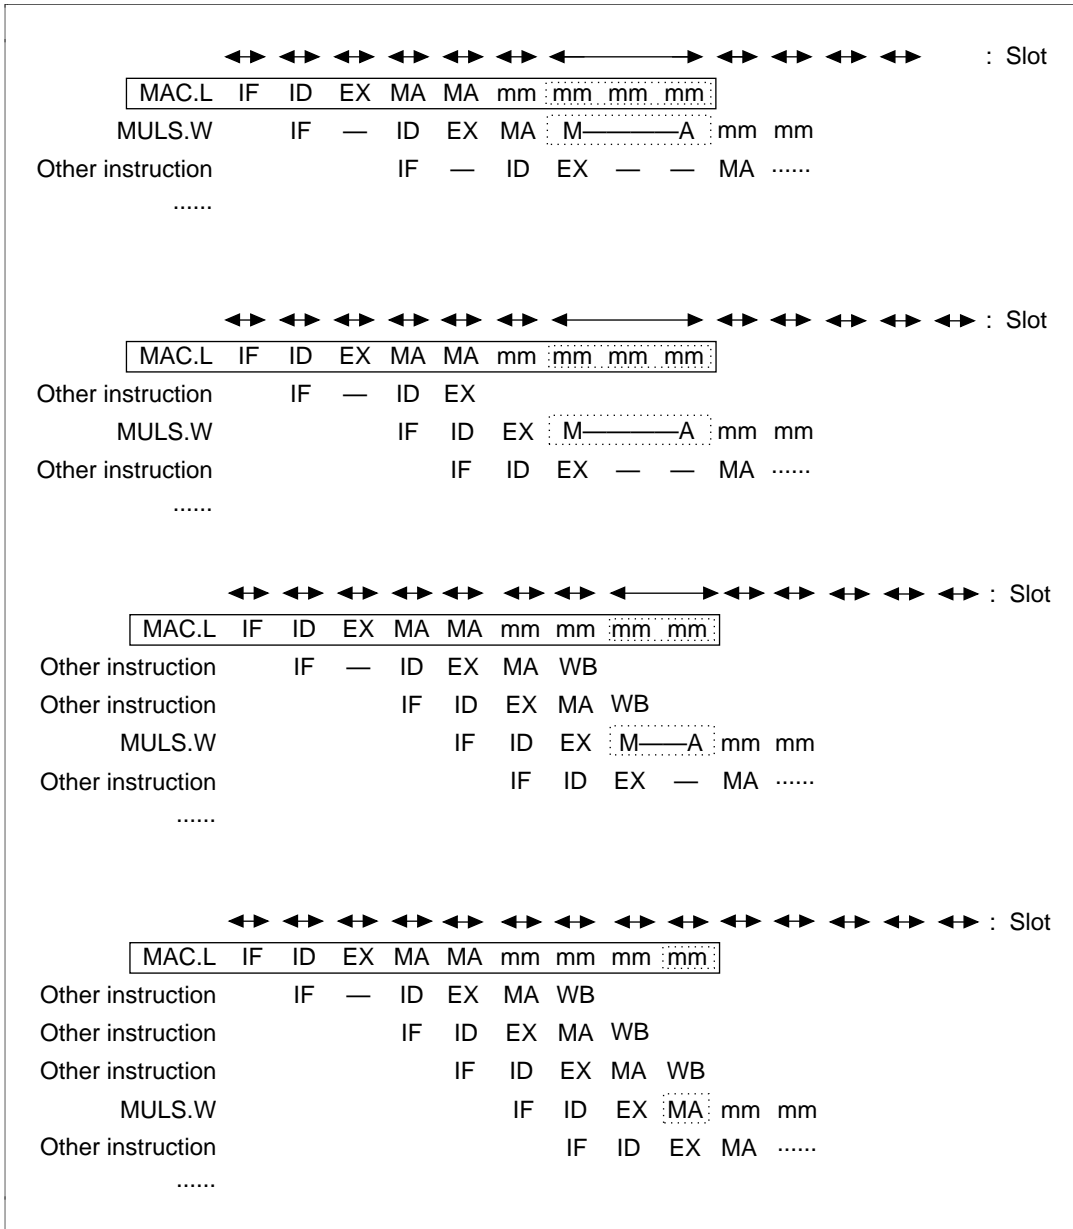 : Slot
MAC.L IF ID EX MA MA mm mm mm mm
MULS.W IF — ID EX MA M———A mm mm
Other instruction IF — ID EX — — MA ······
······
: Slot
MAC.L IF ID EX MA MA mm mm mm mm
Other instruction IF — ID EX
MULS.W IF ID EX M———A mm mm
Other instruction IF ID EX — — MA ······
······
: Slot
MAC.L IF ID EX MA MA mm mm mm mm
Other instruction IF — ID EX MA WB
Other instruction IF ID EX MA WB
MULS.W IF ID EX M——A mm mm
Other instruction IF ID EX — MA ······
······
: Slot
MAC.L IF ID EX MA MA mm mm mm mm
Other instruction IF — ID EX MA WB
Other instruction IF ID EX MA WB
Other instruction IF ID EX MA WB
MULS.W IF ID EX MA mm mm
Other instruction IF ID EX MA ······
······